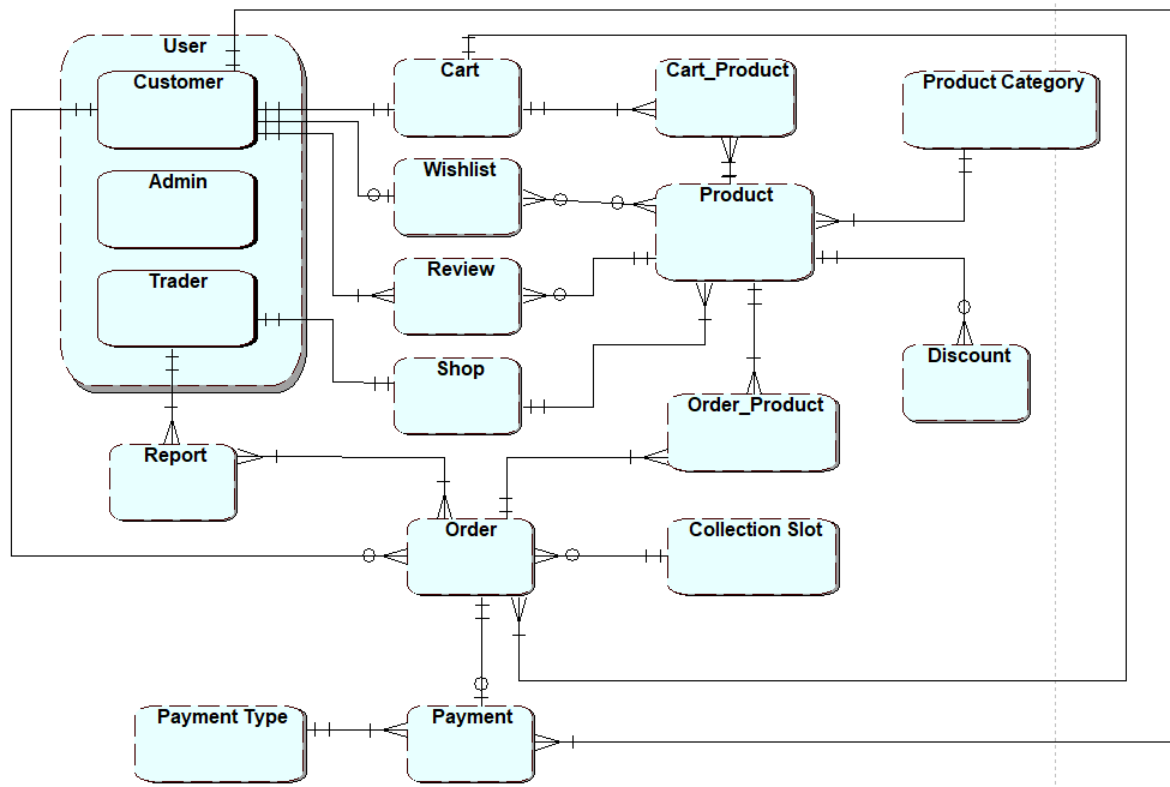 User
Customer
Cart
Cart_Product
Product Category
Admin
Wishlist
Product
Trader
Review
Shop
Discount
Order_Product
Report
Order
Collection Slot
Payment Type
Payment